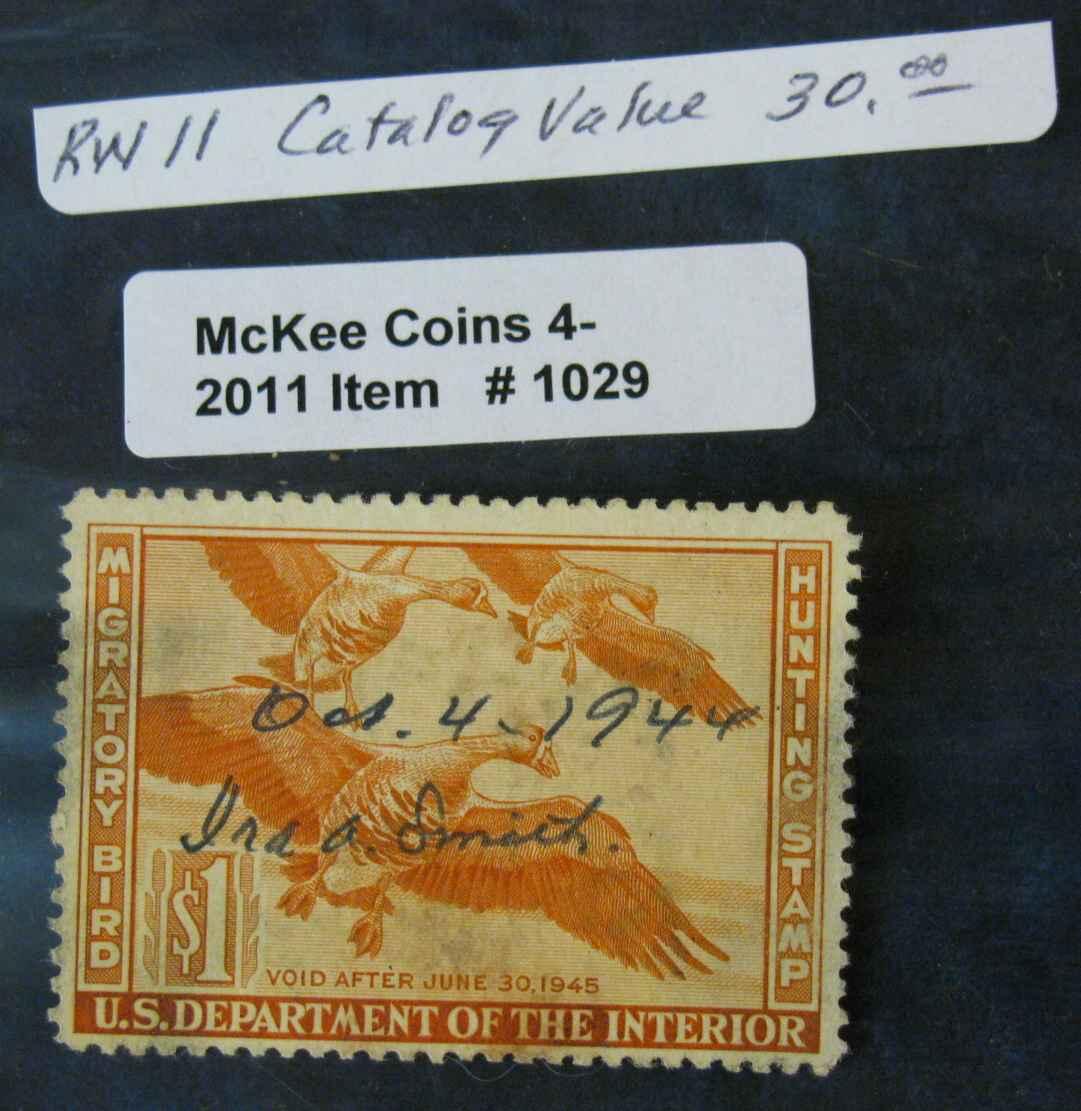 RW 11 Catalog Value 30.00
McKee Coins 4-
2011 Item # 1029
MIGRATORY BIRD
HUNTING STAMP
Oct. 4-1944
Ira A. Smith.
$1
VOID AFTER JUNE 30, 1945
U.S. DEPARTMENT OF THE INTERIOR